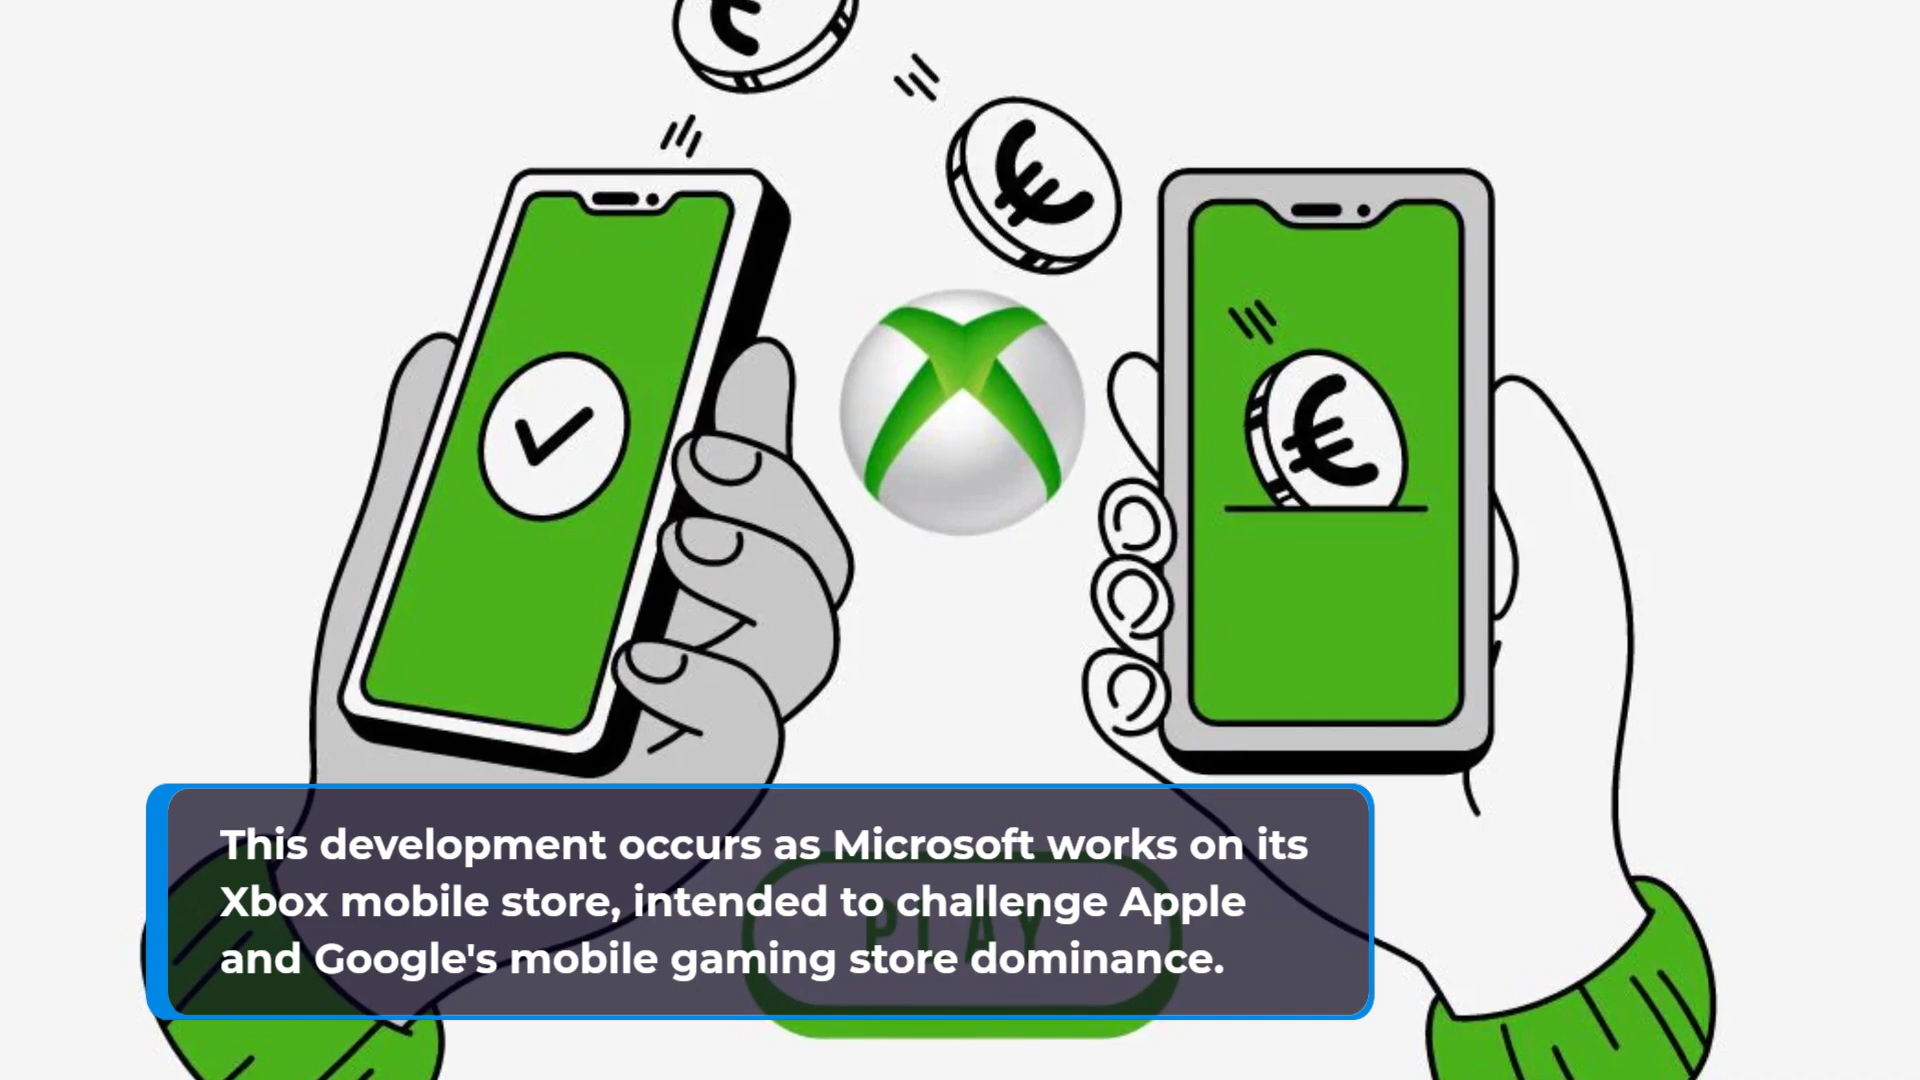 €
€
€
This development occurs as Microsoft works on its
Xbox mobile store, intended to challenge Apple
and Google's mobile gaming store dominance.
PLAY